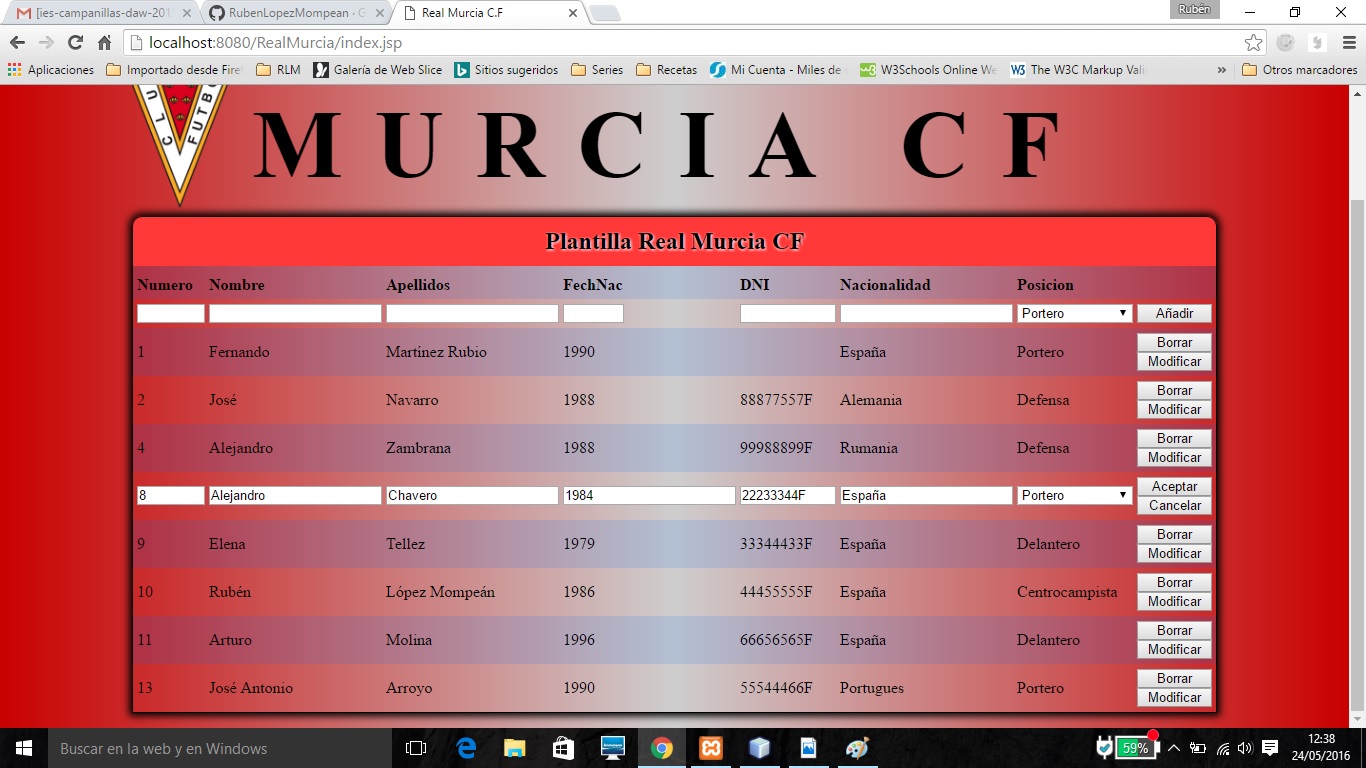 [ies-campanillas-daw-201
RubenLopezMompean · G
Real Murcia C.F
Rubén
localhost:8080/RealMurcia/index.jsp
Aplicaciones Importado desde Firef RLM Galería de Web Slice Sitios sugeridos Series Recetas Mi Cuenta - Miles de W3Schools Online We The W3C Markup Vali » Otros marcadores
CLU FUTBO
MURCIA CF
Plantilla Real Murcia CF
Numero Nombre Apellidos FechNac DNI Nacionalidad Posicion
Portero Añadir
1 Fernando Martínez Rubio 1990 España Portero Borrar
Modificar
2 José Navarro 1988 88877557F Alemania Defensa Borrar
Modificar
4 Alejandro Zambrana 1988 99988899F Rumania Defensa Borrar
Modificar
8 Alejandro Chavero 1984 22233344F España Portero Aceptar
Cancelar
9 Elena Tellez 1979 33344433F España Delantero Borrar
Modificar
10 Rubén López Mompeán 1986 44455555F España Centrocampista Borrar
Modificar
11 Arturo Molina 1996 66656565F España Delantero Borrar
Modificar
13 José Antonio Arroyo 1990 55544466F Portugues Portero Borrar
Modificar
Buscar en la web y en Windows
59%
12:38
24/05/2016